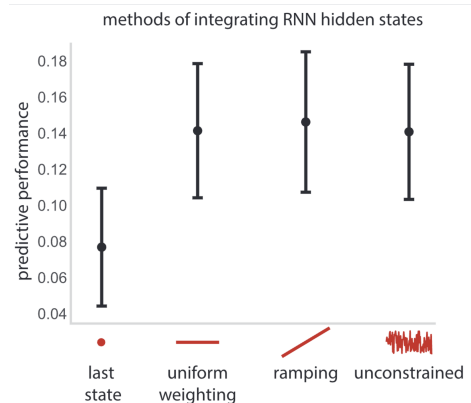 methods of integrating RNN hidden states
predictive performance
0.18
0.16
0.14
0.12
0.10
0.08
0.06
0.04
last state
uniform weighting
ramping
unconstrained